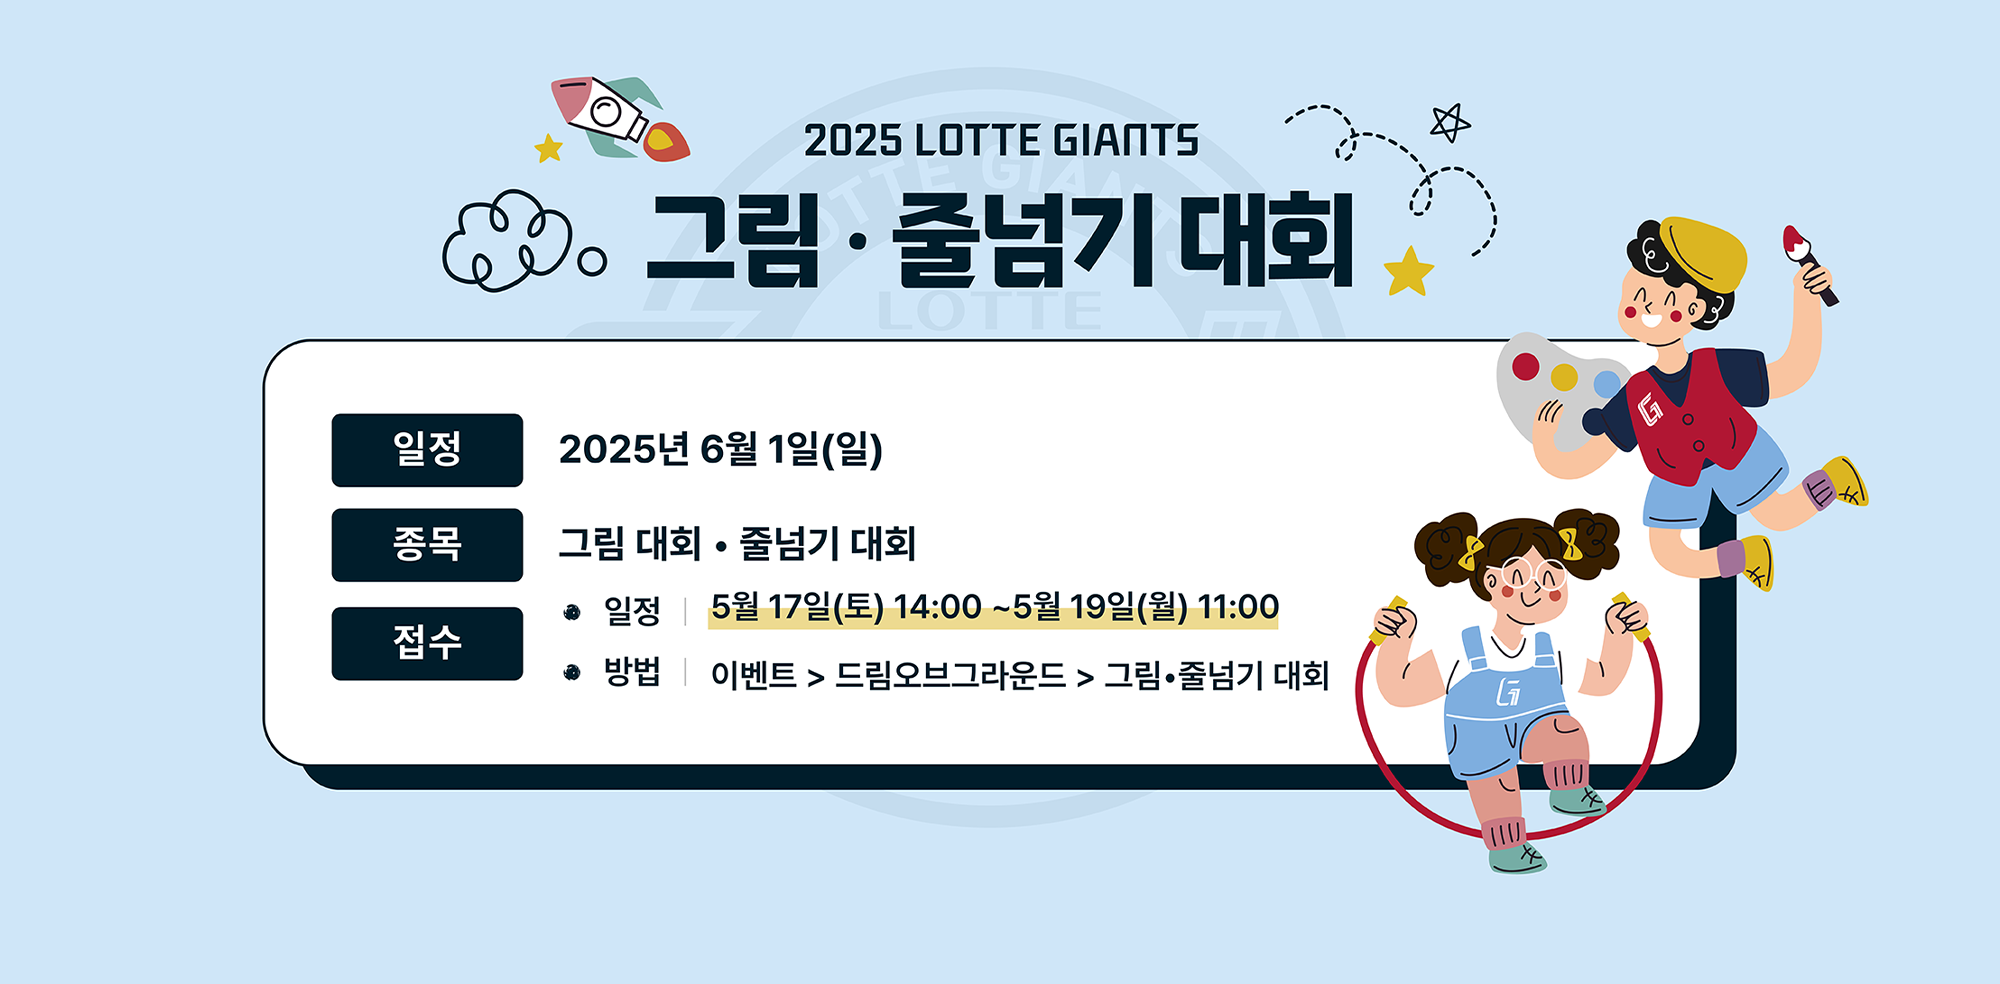 2025 LOTTE GIANTS
그림 · 줄넘기 대회
LOTTE GIANTS
LOTTE
일정 2025년 6월 1일(일)
종목 그림 대회 • 줄넘기 대회
접수
일정 | 5월 17일(토) 14:00 ~5월 19일(월) 11:00
방법 | 이벤트 > 드림오브그라운드 > 그림•줄넘기 대회
G
G